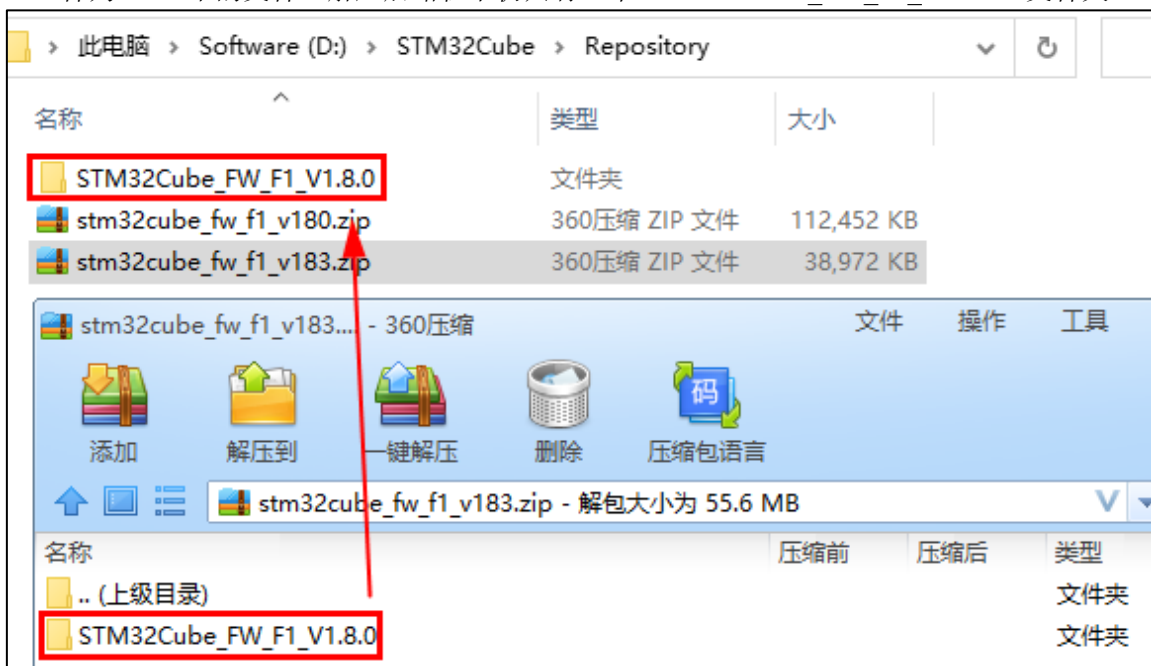 此电脑 > Software (D:) > STM32Cube > Repository
名称 类型 大小
STM32Cube_FW_F1_V1.8.0 文件夹
stm32cube_fw_f1_v180.zip 360压缩 ZIP 文件 112,452 KB
stm32cube_fw_f1_v183.zip 360压缩 ZIP 文件 38,972 KB
stm32cube_fw_f1_v183.... - 360压缩 文件 操作 工具
添加 解压到 一键解压 删除 压缩包语言
码
stm32cube_fw_f1_v183.zip - 解包大小为 55.6 MB
名称 压缩前 压缩后 类型
.. (上级目录) 文件夹
STM32Cube_FW_F1_V1.8.0 文件夹